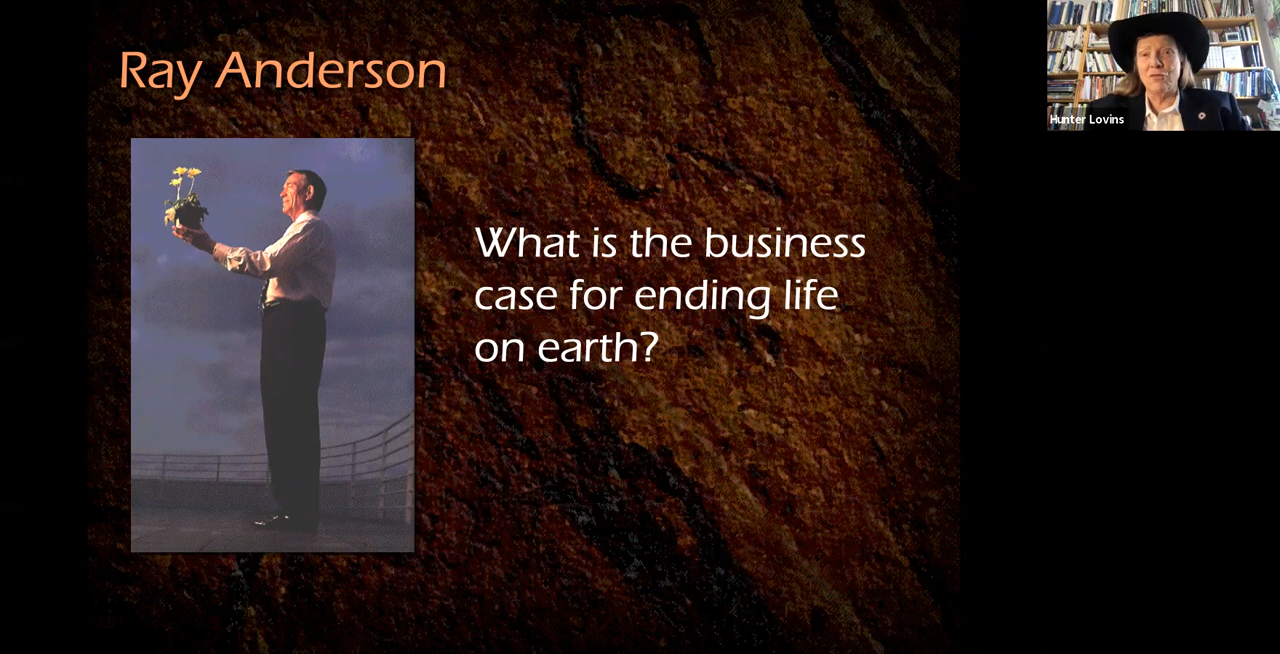 Ray Anderson
What is the business
case for ending life
on earth?
Hunter Lovins